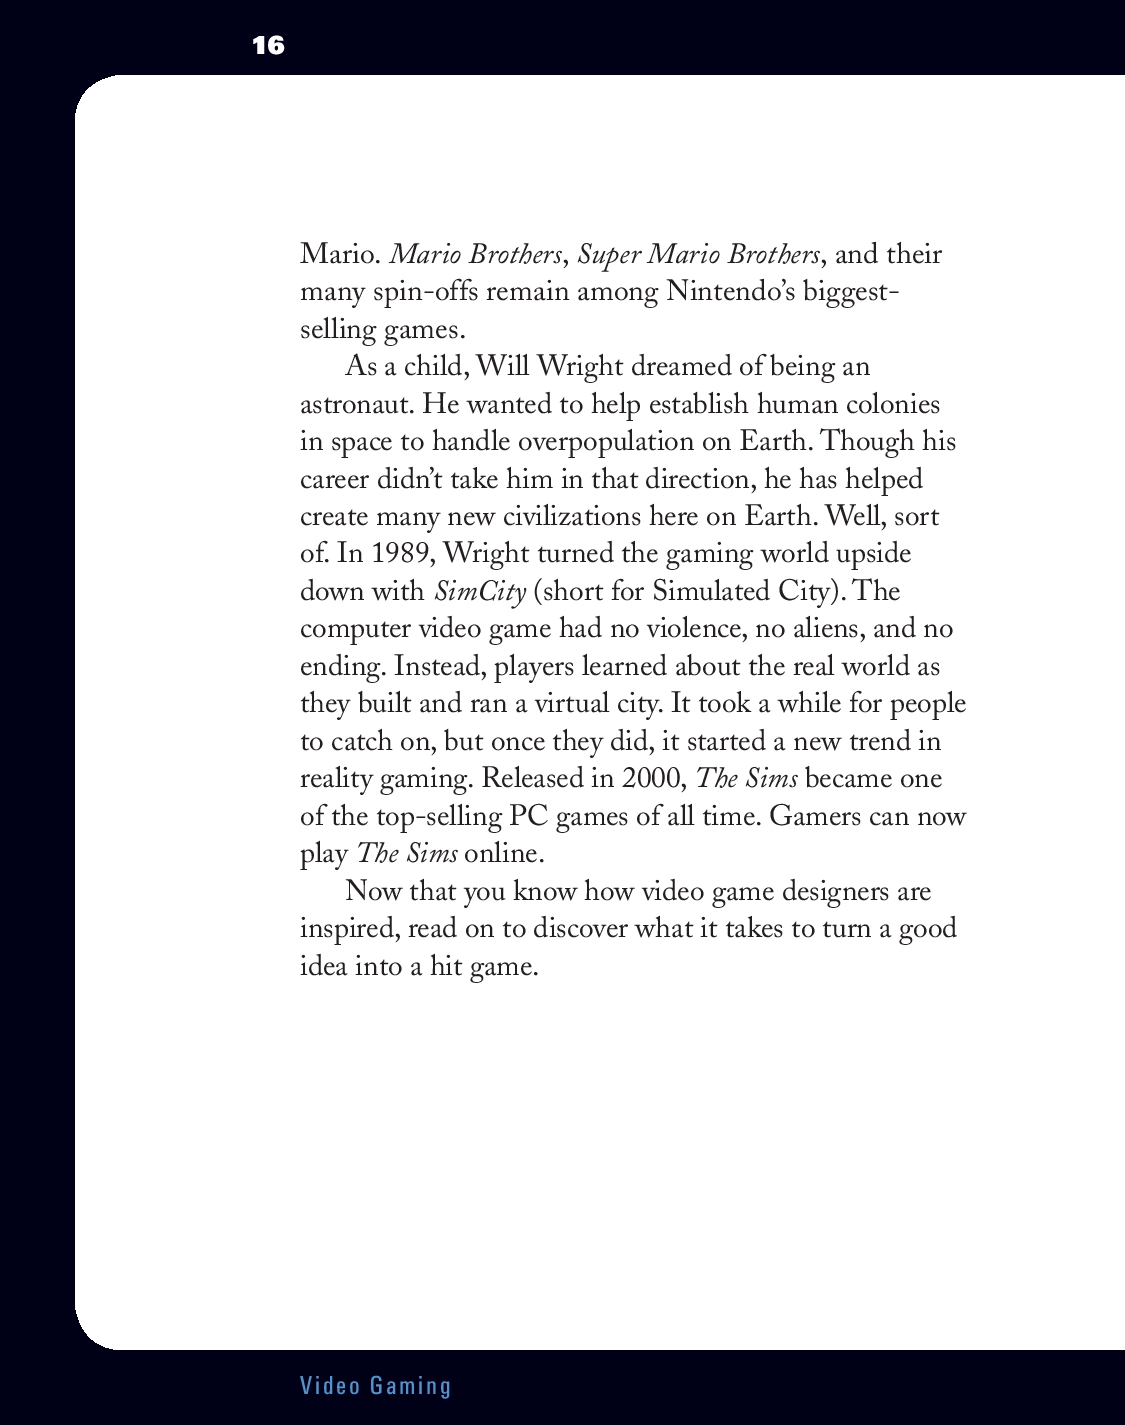 16
Mario. Mario Brothers, Super Mario Brothers, and their
many spin-offs remain among Nintendo’s biggest-
selling games.
As a child, Will Wright dreamed of being an
astronaut. He wanted to help establish human colonies
in space to handle overpopulation on Earth. Though his
career didn’t take him in that direction, he has helped
create many new civilizations here on Earth. Well, sort
of. In 1989, Wright turned the gaming world upside
down with SimCity (short for Simulated City). The
computer video game had no violence, no aliens, and no
ending. Instead, players learned about the real world as
they built and ran a virtual city. It took a while for people
to catch on, but once they did, it started a new trend in
reality gaming. Released in 2000, The Sims became one
of the top-selling PC games of all time. Gamers can now
play The Sims online.
Now that you know how video game designers are
inspired, read on to discover what it takes to turn a good
idea into a hit game.
Video Gaming